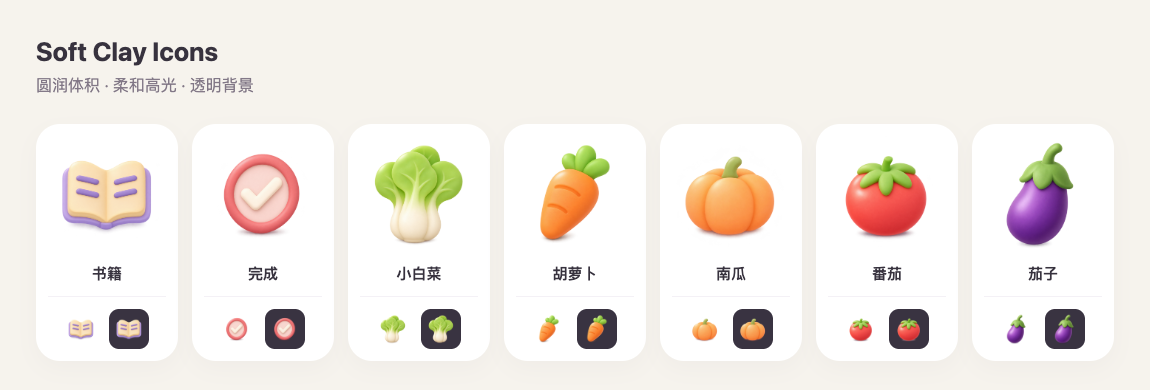 Soft Clay Icons
圆润体积 · 柔和高光 · 透明背景
书籍
完成
小白菜
胡萝卜
南瓜
番茄
茄子